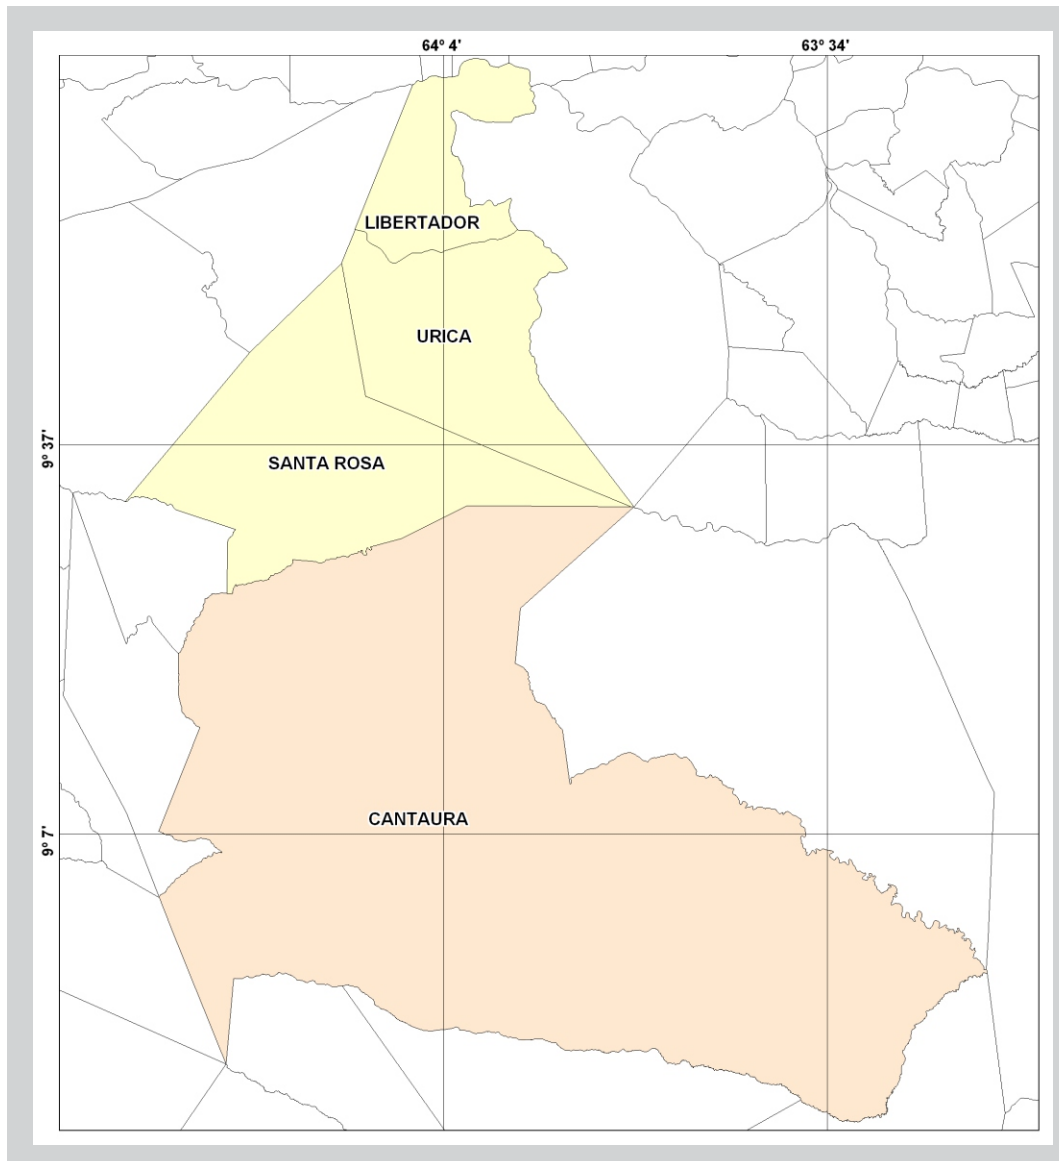 64° 4'
63° 34'
LIBERTADOR
URICA
9° 37'
SANTA ROSA
CANTAURA
9° 7'